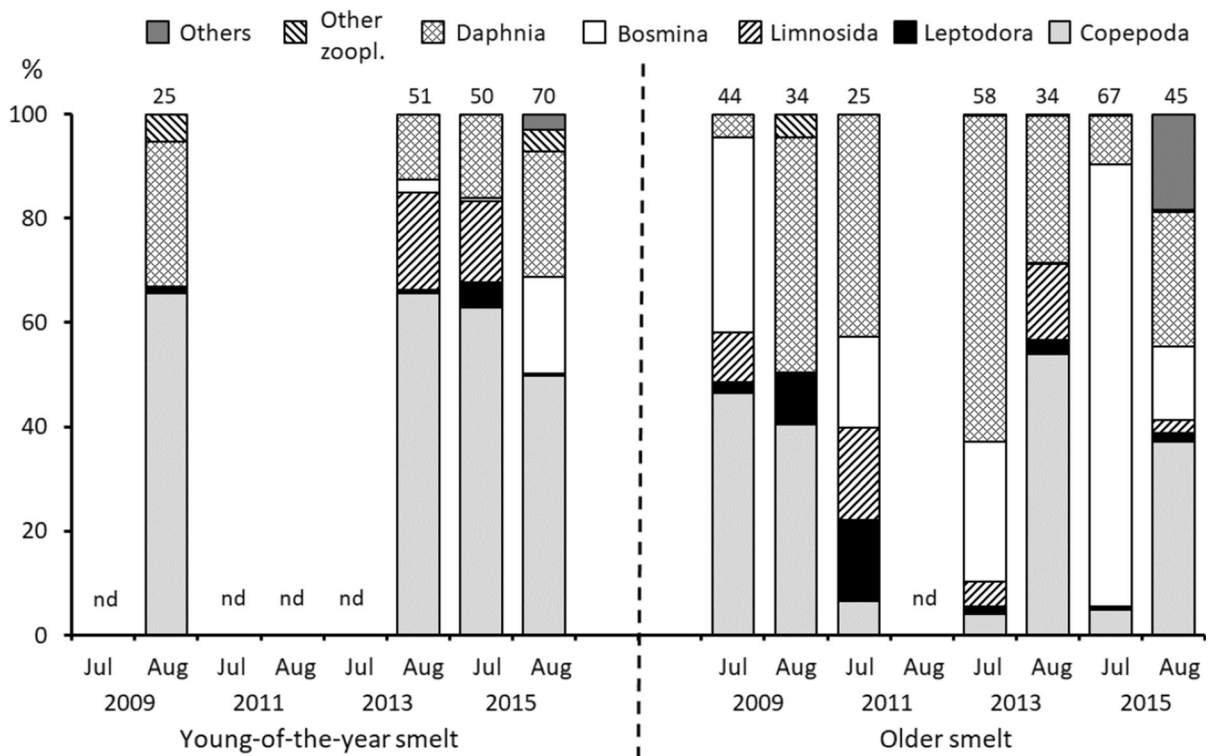 Others Other zoopl. Daphnia Bosmina Limnosida Leptodora Copepoda
%
25 51 50 70 44 34 25 58 34 67 45
100
80
60
40
20
nd nd nd nd nd
0
Jul Aug Jul Aug Jul Aug Jul Aug Jul Aug Jul Aug Jul Aug Jul Aug
2009 2011 2013 2015 2009 2011 2013 2015
Young-of-the-year smelt Older smelt